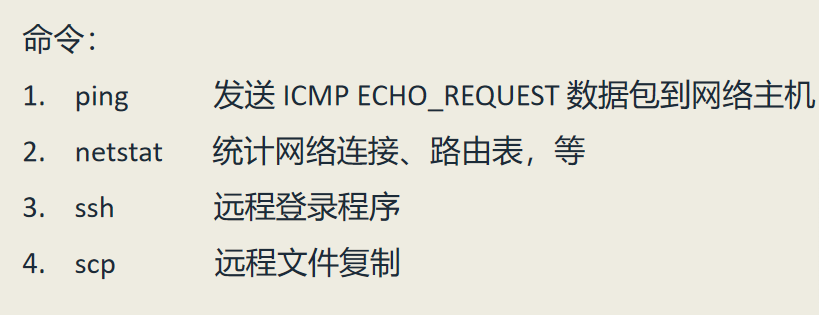 命令：
1. ping 发送 ICMP ECHO_REQUEST 数据包到网络主机
2. netstat 统计网络连接、路由表，等
3. ssh 远程登录程序
4. scp 远程文件复制